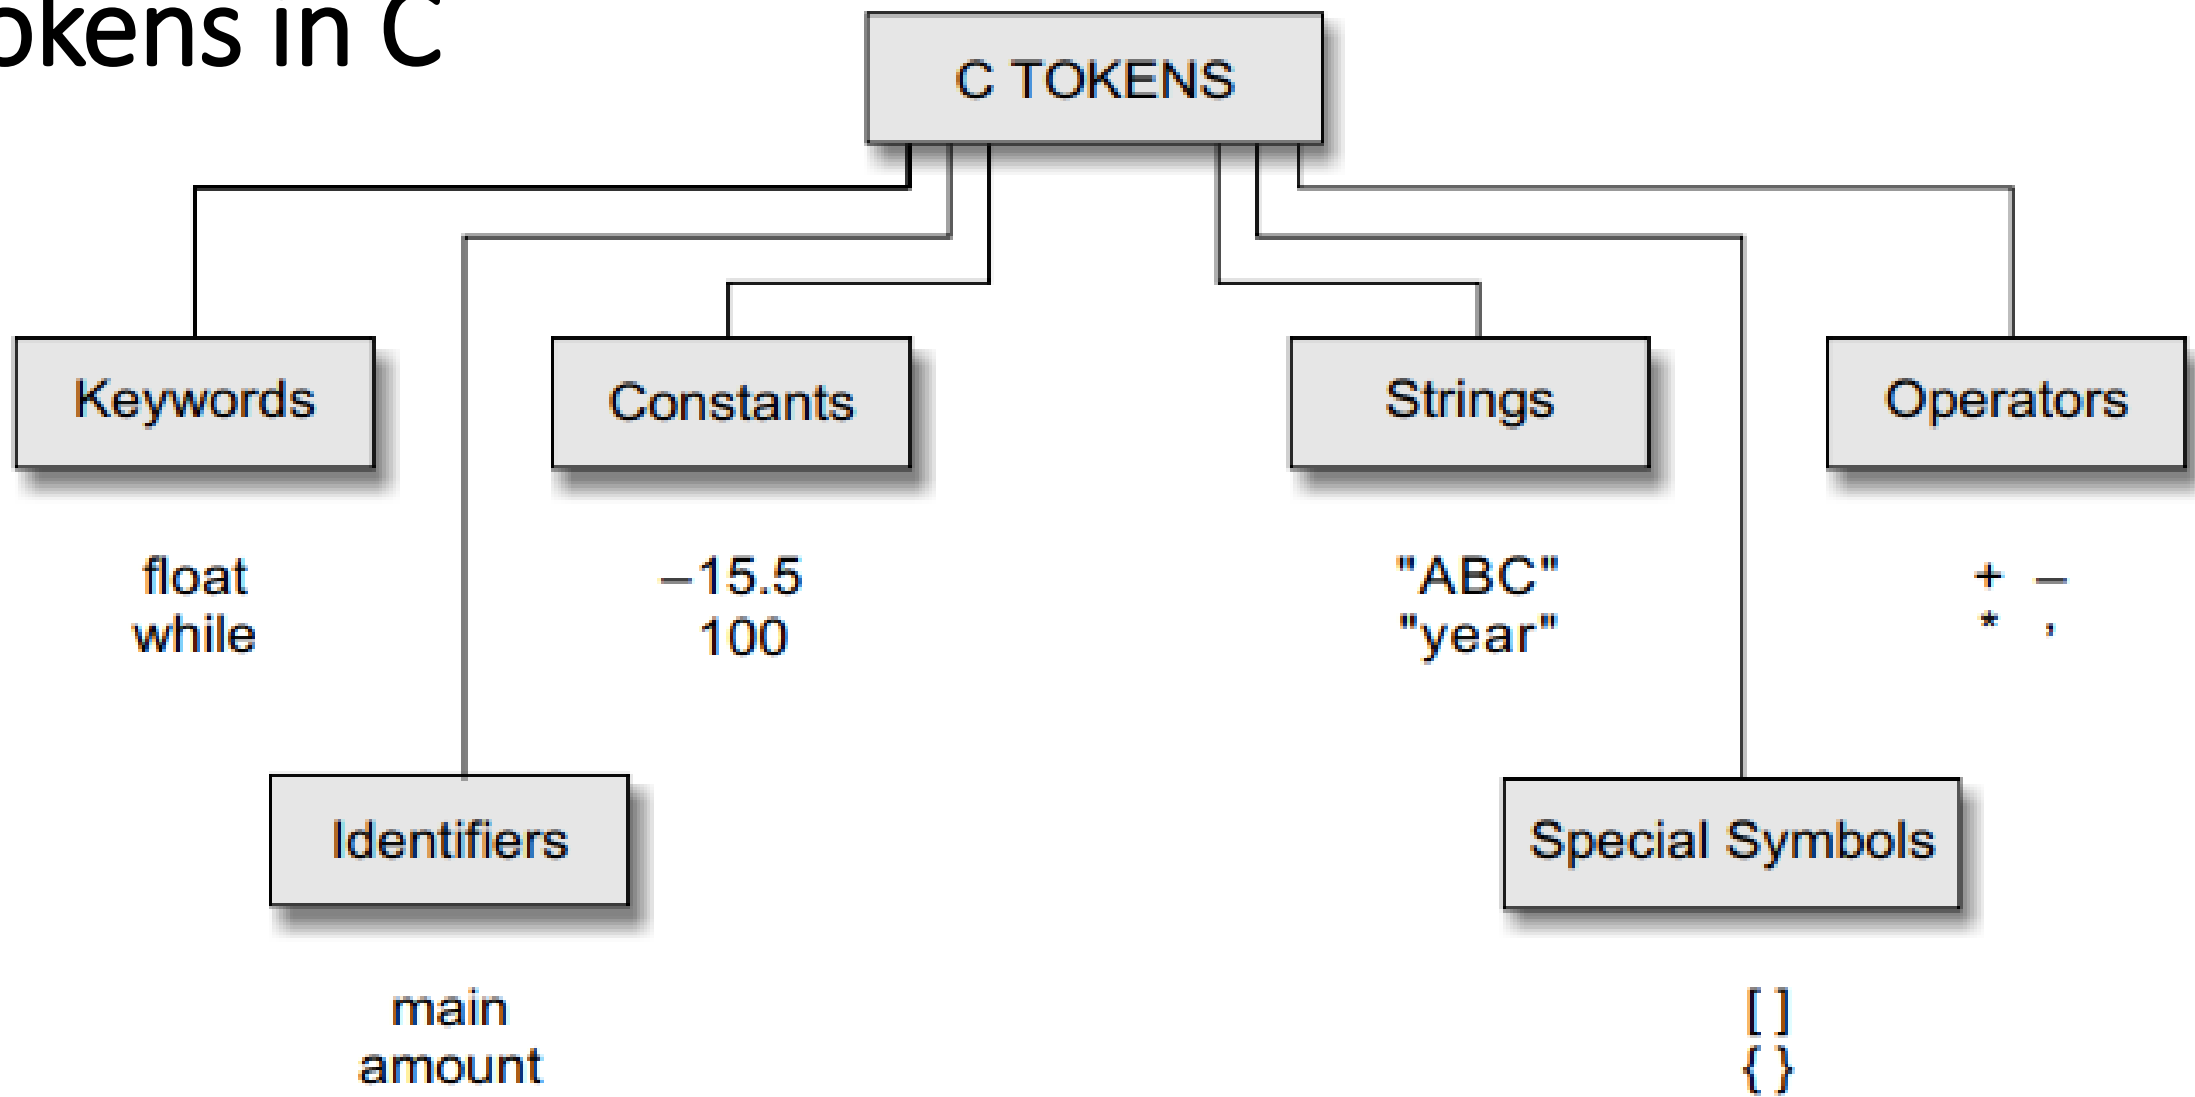 okens in C
C TOKENS
Keywords
Constants
Strings
Operators
float
while
–15.5
100
"ABC"
"year"
+ –
* ,
Identifiers
Special Symbols
main
amount
[ ]
{ }